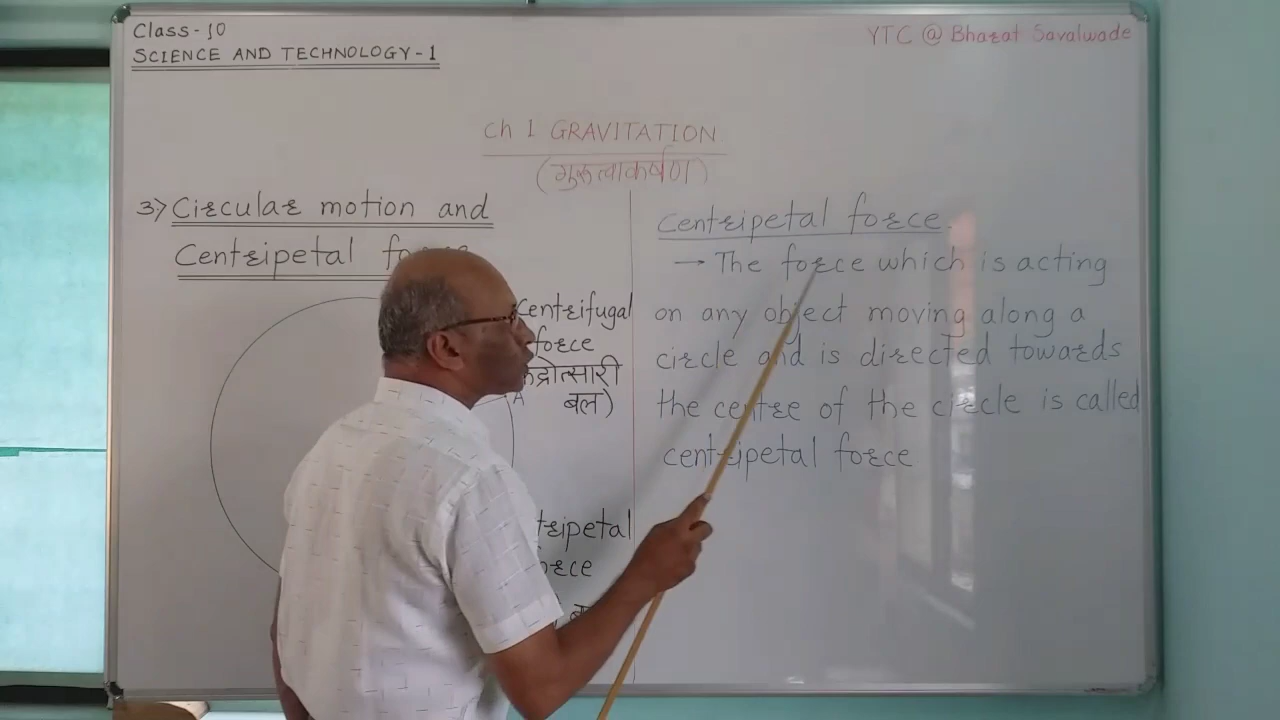 Class - 10
SCIENCE AND TECHNOLOGY - 1
YTC @ Bharat Savalwade
Ch 1 GRAVITATION
(गुरुत्वाकर्षण)
3) Circular motion and
Centripetal
Centrifugal
force
बल)
A
force
Centripetal force.
→ The force which is acting
on any object moving along a
circle and is directed towards
the centre of the circle is called
centripetal force